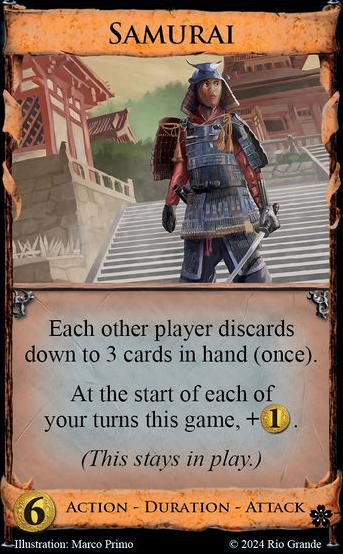 SAMURAI
Each other player discards
down to 3 cards in hand (once).
At the start of each of
your turns this game, +1.
(This stays in play.)
6 ACTION - DURATION - ATTACK
Illustration: Marco Primo © 2024 Rio Grande